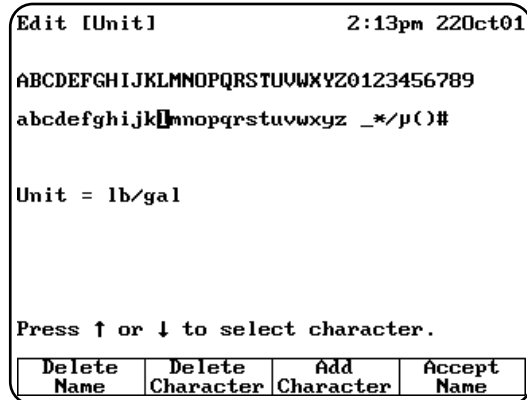 Edit [Unit] 2:13pm 22Oct01
ABCDEFGHIJKLMNOPQRSTUVWXYZ0123456789
abcdefghijklmnopqrstuvwxyz _*/µ()#
Unit = lb/gal
Press ↑ or ↓ to select character.
Delete Delete Add Accept
Name Character Character Name